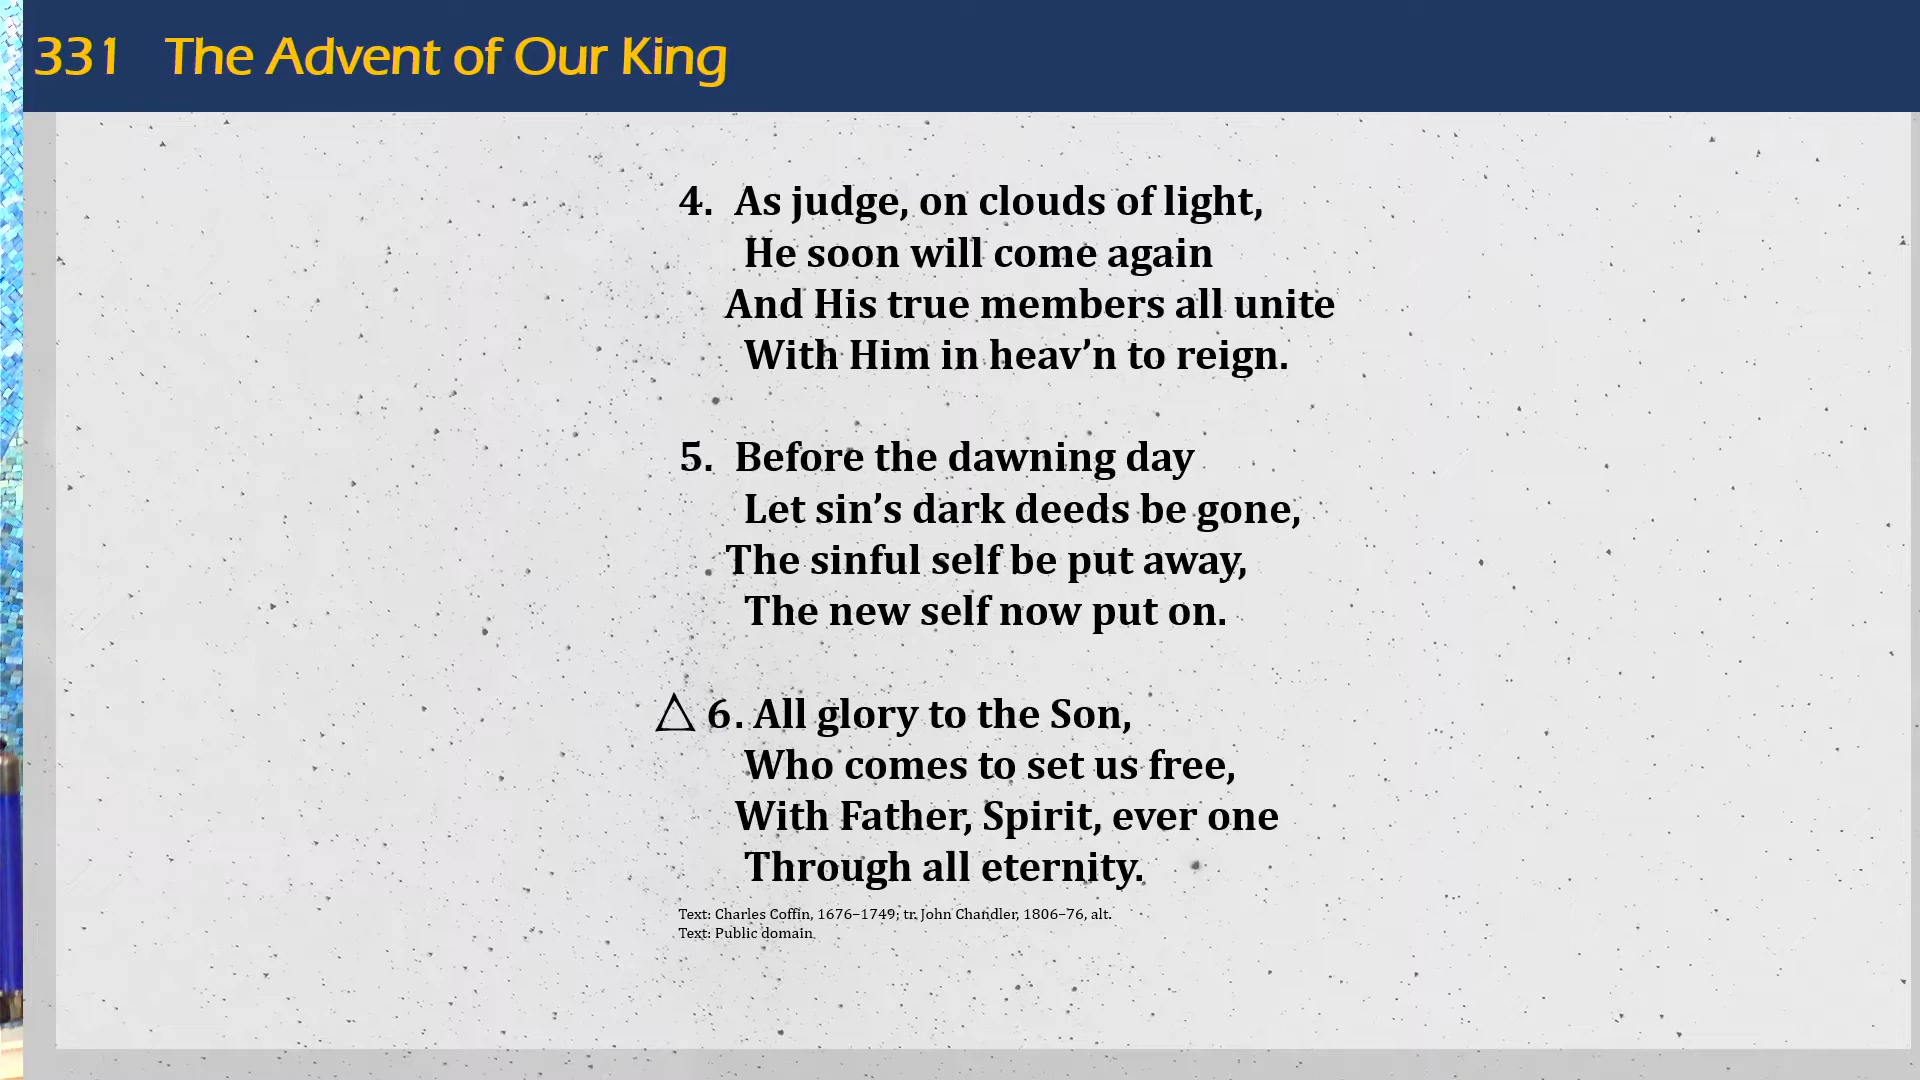 331 The Advent of Our King
4. As judge, on clouds of light,
He soon will come again
And His true members all unite
With Him in heav’n to reign.
5. Before the dawning day
Let sin’s dark deeds be gone,
The sinful self be put away,
The new self now put on.
△ 6. All glory to the Son,
Who comes to set us free,
With Father, Spirit, ever one
Through all eternity.
Text: Charles Coffin, 1676–1749; tr. John Chandler, 1806–76, alt.
Text: Public domain